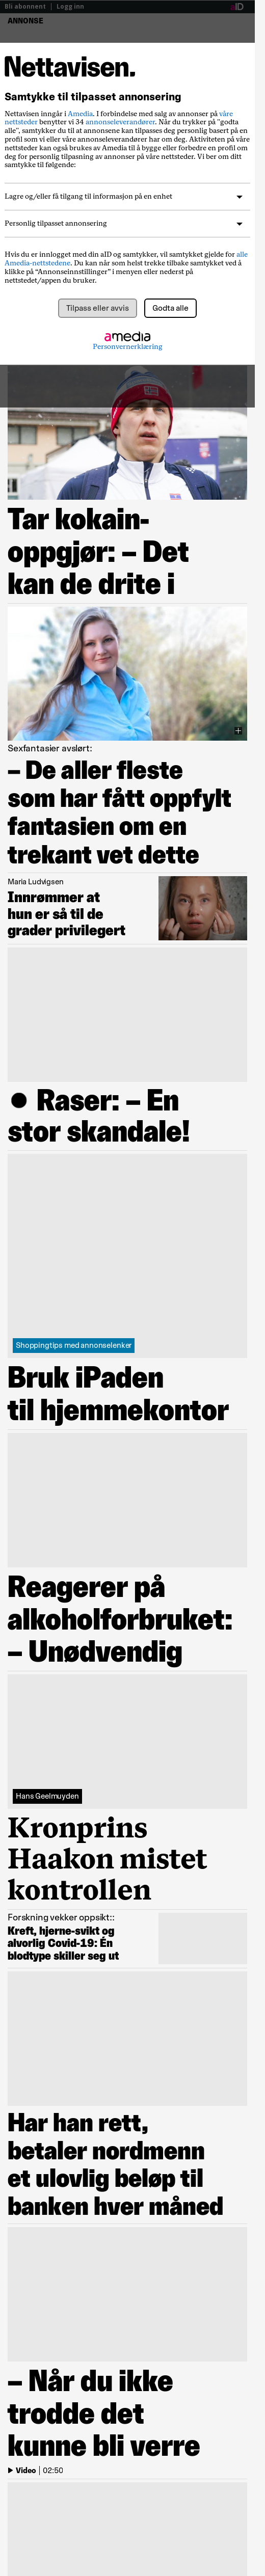 Bli abonnent | Logg inn
aID
ANNONSE
Nettavisen.
Samtykke til tilpasset annonsering
Nettavisen inngår i Amedia. I forbindelse med salg av annonser på våre
nettsteder benytter vi 34 annonseleverandører. Når du trykker på "godta
alle", samtykker du til at annonsene kan tilpasses deg personlig basert på en
profil vi eller våre annonseleverandører har om deg. Aktiviteten på våre
nettsteder kan også brukes av Amedia til å bygge eller forbedre en profil om
deg for personlig tilpasning av annonser på våre nettsteder. Vi ber om ditt
samtykke til følgende:
Lagre og/eller få tilgang til informasjon på en enhet
Personlig tilpasset annonsering
Hvis du er innlogget med din aID og samtykker, vil samtykket gjelde for alle
Amedia-nettstedene. Du kan når som helst trekke tilbake samtykket ved å
klikke på “Annonseinnstillinger” i menyen eller nederst på
nettstedet/appen du bruker.
Tilpass eller avvis
Godta alle
amedia
Personvernerklæring
Tar kokain-
oppgjør: – Det
kan de drite i
Sexfantasier avslørt:
– De aller fleste
som har fått oppfylt
fantasien om en
trekant vet dette
Maria Ludvigsen
Innrømmer at
hun er så til de
grader privilegert
● Raser: – En
stor skandale!
Shoppingtips med annonselenker
Bruk iPaden
til hjemmekontor
Reagerer på
alkoholforbruket:
– Unødvendig
Hans Geelmuyden
Kronprins
Haakon mistet
kontrollen
Forskning vekker oppsikt::
Kreft, hjerne-svikt og
alvorlig Covid-19: Én
blodtype skiller seg ut
Har han rett,
betaler nordmenn
et ulovlig beløp til
banken hver måned
– Når du ikke
trodde det
kunne bli verre
Video | 02:50